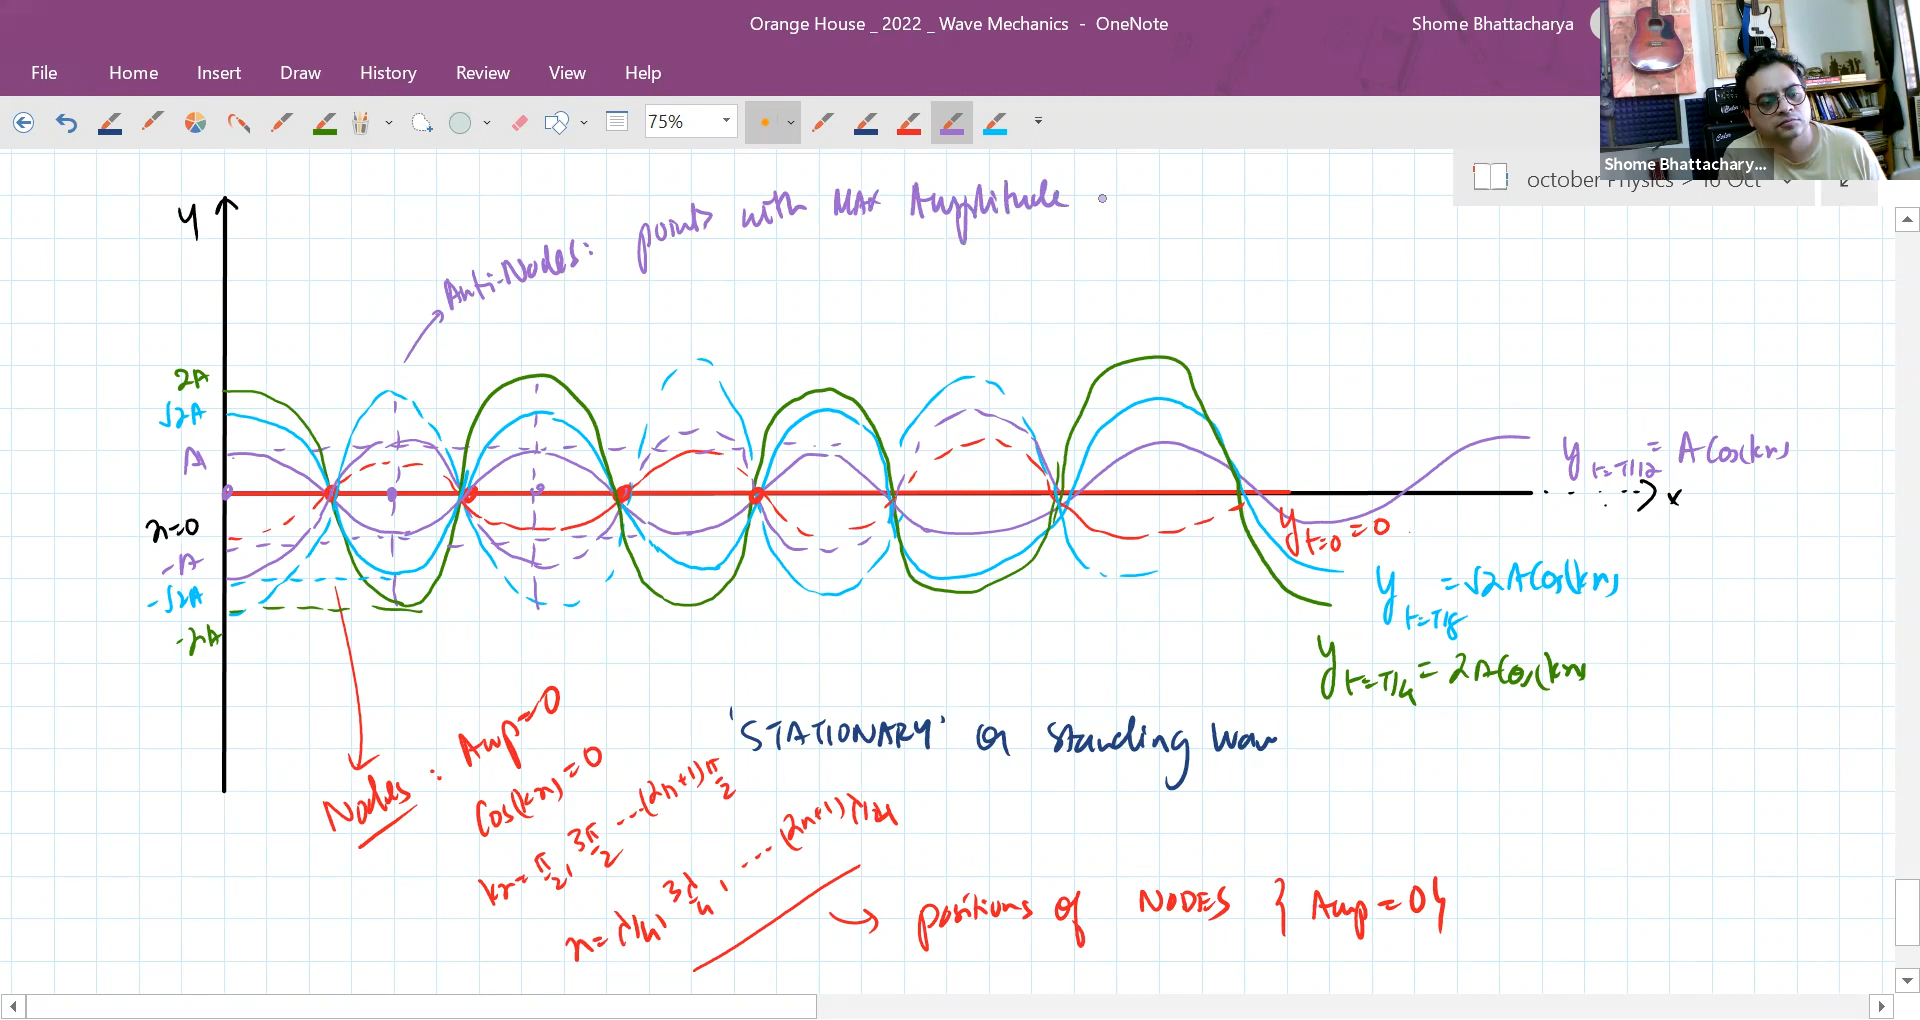 Orange House _ 2022 _ Wave Mechanics - OneNote
Shome Bhattacharya
File Home Insert Draw History Review View Help
75%
Shome Bhattachary...
october Physics > 10 Oct
y
Anti-Nodes: points with MAX Amplitude
2A
√2A
A
x=0
-A
-√2A
-2A
y t=T/12 = A Cos(kx)
x
y t=0 = 0
y t=T/8 = √2 A Cos(kx)
y t=T/4 = 2A Cos(kx)
'STATIONARY' or standing wave
Nodes: Amp=0
Cos(kx)=0
kx= π/2, 3π/2 ...(2n+1)π/2
x= λ/4, 3λ/4, ...(2n+1)λ/4
→ positions of NODES { Amp=0}